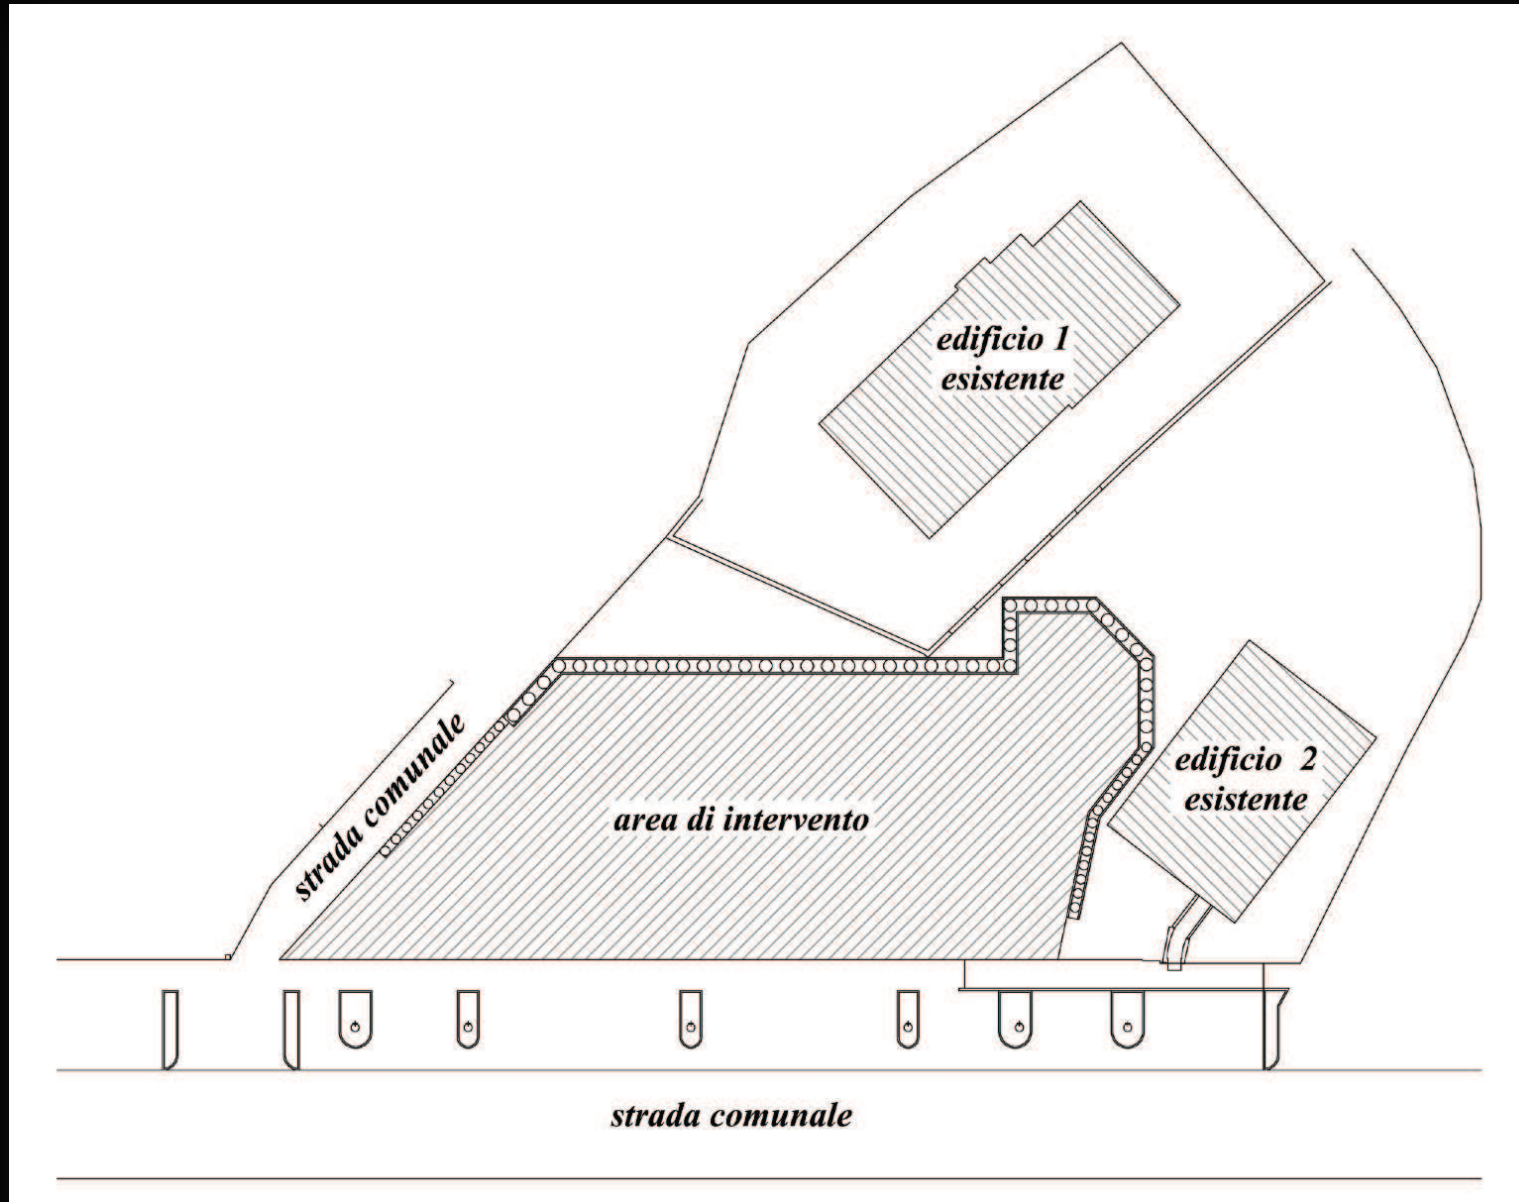 edificio 1
esistente
strada comunale
edificio 2
esistente
area di intervento
strada comunale